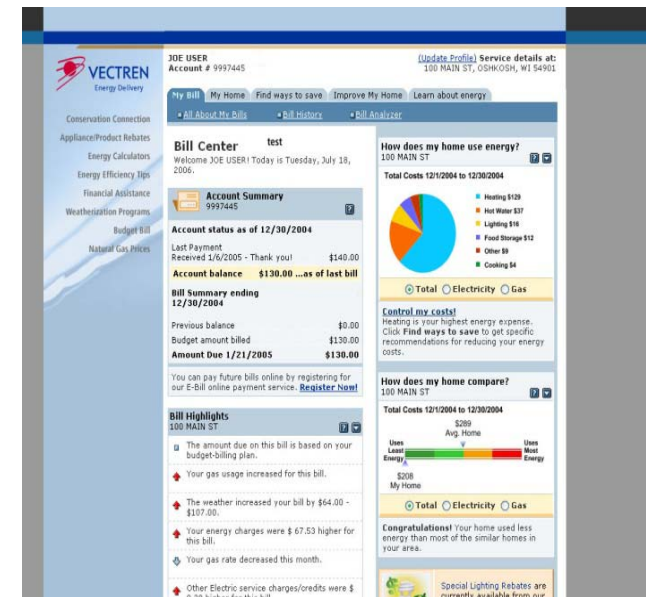 VECTREN
Energy Delivery
Conservation Connection
Appliance/Product Rebates
Energy Calculators
Energy Efficiency Tips
Financial Assistance
Weatherization Programs
Budget Bill
Natural Gas Prices
JOE USER
Account # 9997445
(Update Profile) Service details at:
100 MAIN ST, OSHKOSH, WI 54901
My Bill My Home Find ways to save Improve My Home Learn about energy
All About My Bills Bill History Bill Analyzer
Bill Center test
Welcome JOE USER! Today is Tuesday, July 18,
2006.
Account Summary
9997445
?
Account status as of 12/30/2004
Last Payment
Received 1/6/2005 - Thank you! $140.00
Account balance $130.00 ...as of last bill
Bill Summary ending
12/30/2004
Previous balance $0.00
Budget amount billed $130.00
Amount Due 1/21/2005 $130.00
You can pay future bills online by registering for
our E-Bill online payment service. Register Now!
Bill Highlights
100 MAIN ST
?
The amount due on this bill is based on your
budget-billing plan.
Your gas usage increased for this bill.
The weather increased your bill by $64.00 -
$107.00.
Your energy charges were $ 67.53 higher for
this bill.
Your gas rate decreased this month.
Other Electric service charges/credits were $
How does my home use energy?
100 MAIN ST
?
Total Costs 12/1/2004 to 12/30/2004
Heating $129
Hot Water $37
Lighting $16
Food Storage $12
Other $9
Cooking $4
Total Electricity Gas
Control my costs!
Heating is your highest energy expense.
Click Find ways to save to get specific
recommendations for reducing your energy
costs.
How does my home compare?
100 MAIN ST
?
Total Costs 12/1/2004 to 12/30/2004
$289
Avg. Home
Uses
Least
Energy
Uses
Most
Energy
$208
My Home
Total Electricity Gas
Congratulations! Your home used less
energy than most of the similar homes in
your area.
Special Lighting Rebates are
currently available from our